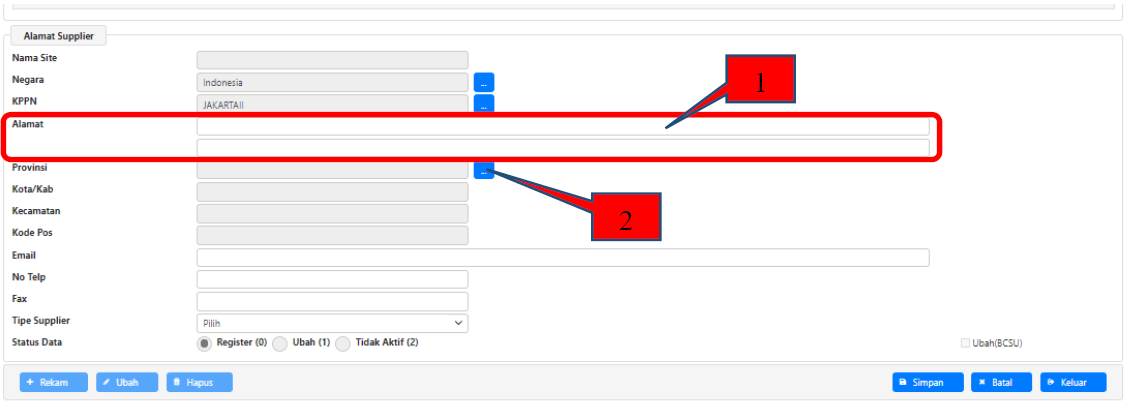 Alamat Supplier
Nama Site
Negara Indonesia ...
KPPN JAKARTAII ...
Alamat
Provinsi ...
Kota/Kab
Kecamatan
Kode Pos
Email
No Telp
Fax
Tipe Supplier Pilih
Status Data Register (0) Ubah (1) Tidak Aktif (2) Ubah(BCSU)
+ Rekam Ubah Hapus Simpan Batal Keluar
1
2